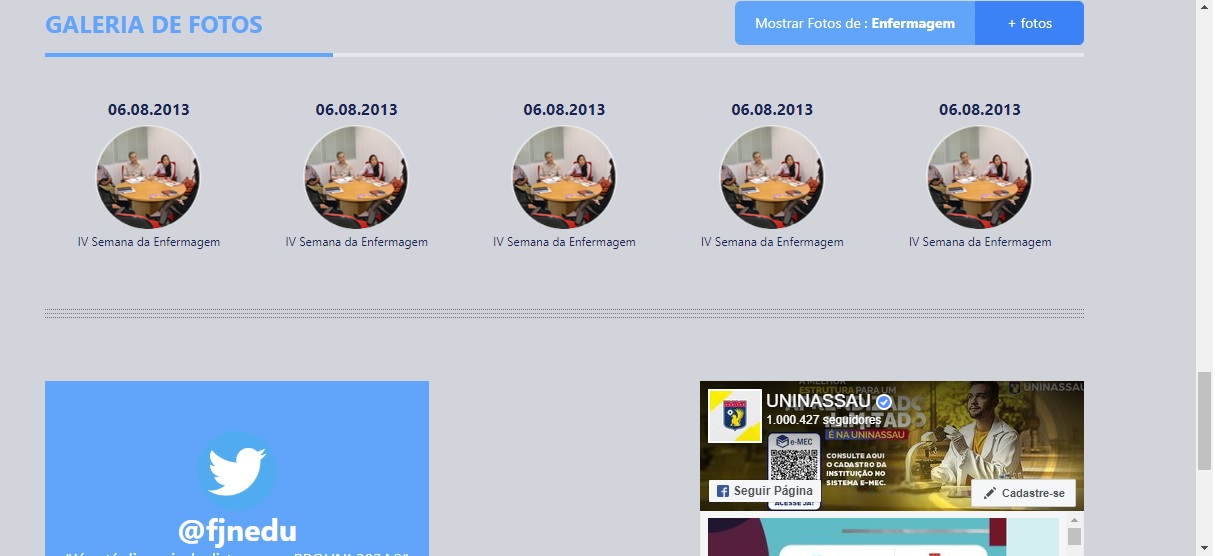 GALERIA DE FOTOS
Mostrar Fotos de : Enfermagem
+ fotos
06.08.2013 06.08.2013 06.08.2013 06.08.2013 06.08.2013
IV Semana da Enfermagem IV Semana da Enfermagem IV Semana da Enfermagem IV Semana da Enfermagem IV Semana da Enfermagem
@fjnedu
A MELHOR
ESTRUTURA PARA UM
APRENDIZADO
ILIMITADO
É NA UNINASSAU
UNINASSAU
UNINASSAU
1.000.427 seguidores
e-MEC
CONSULTE AQUI
O CADASTRO DA
INSTITUIÇÃO NO
SISTEMA E-MEC.
ACESSE JÁ!
Seguir Página
Cadastre-se